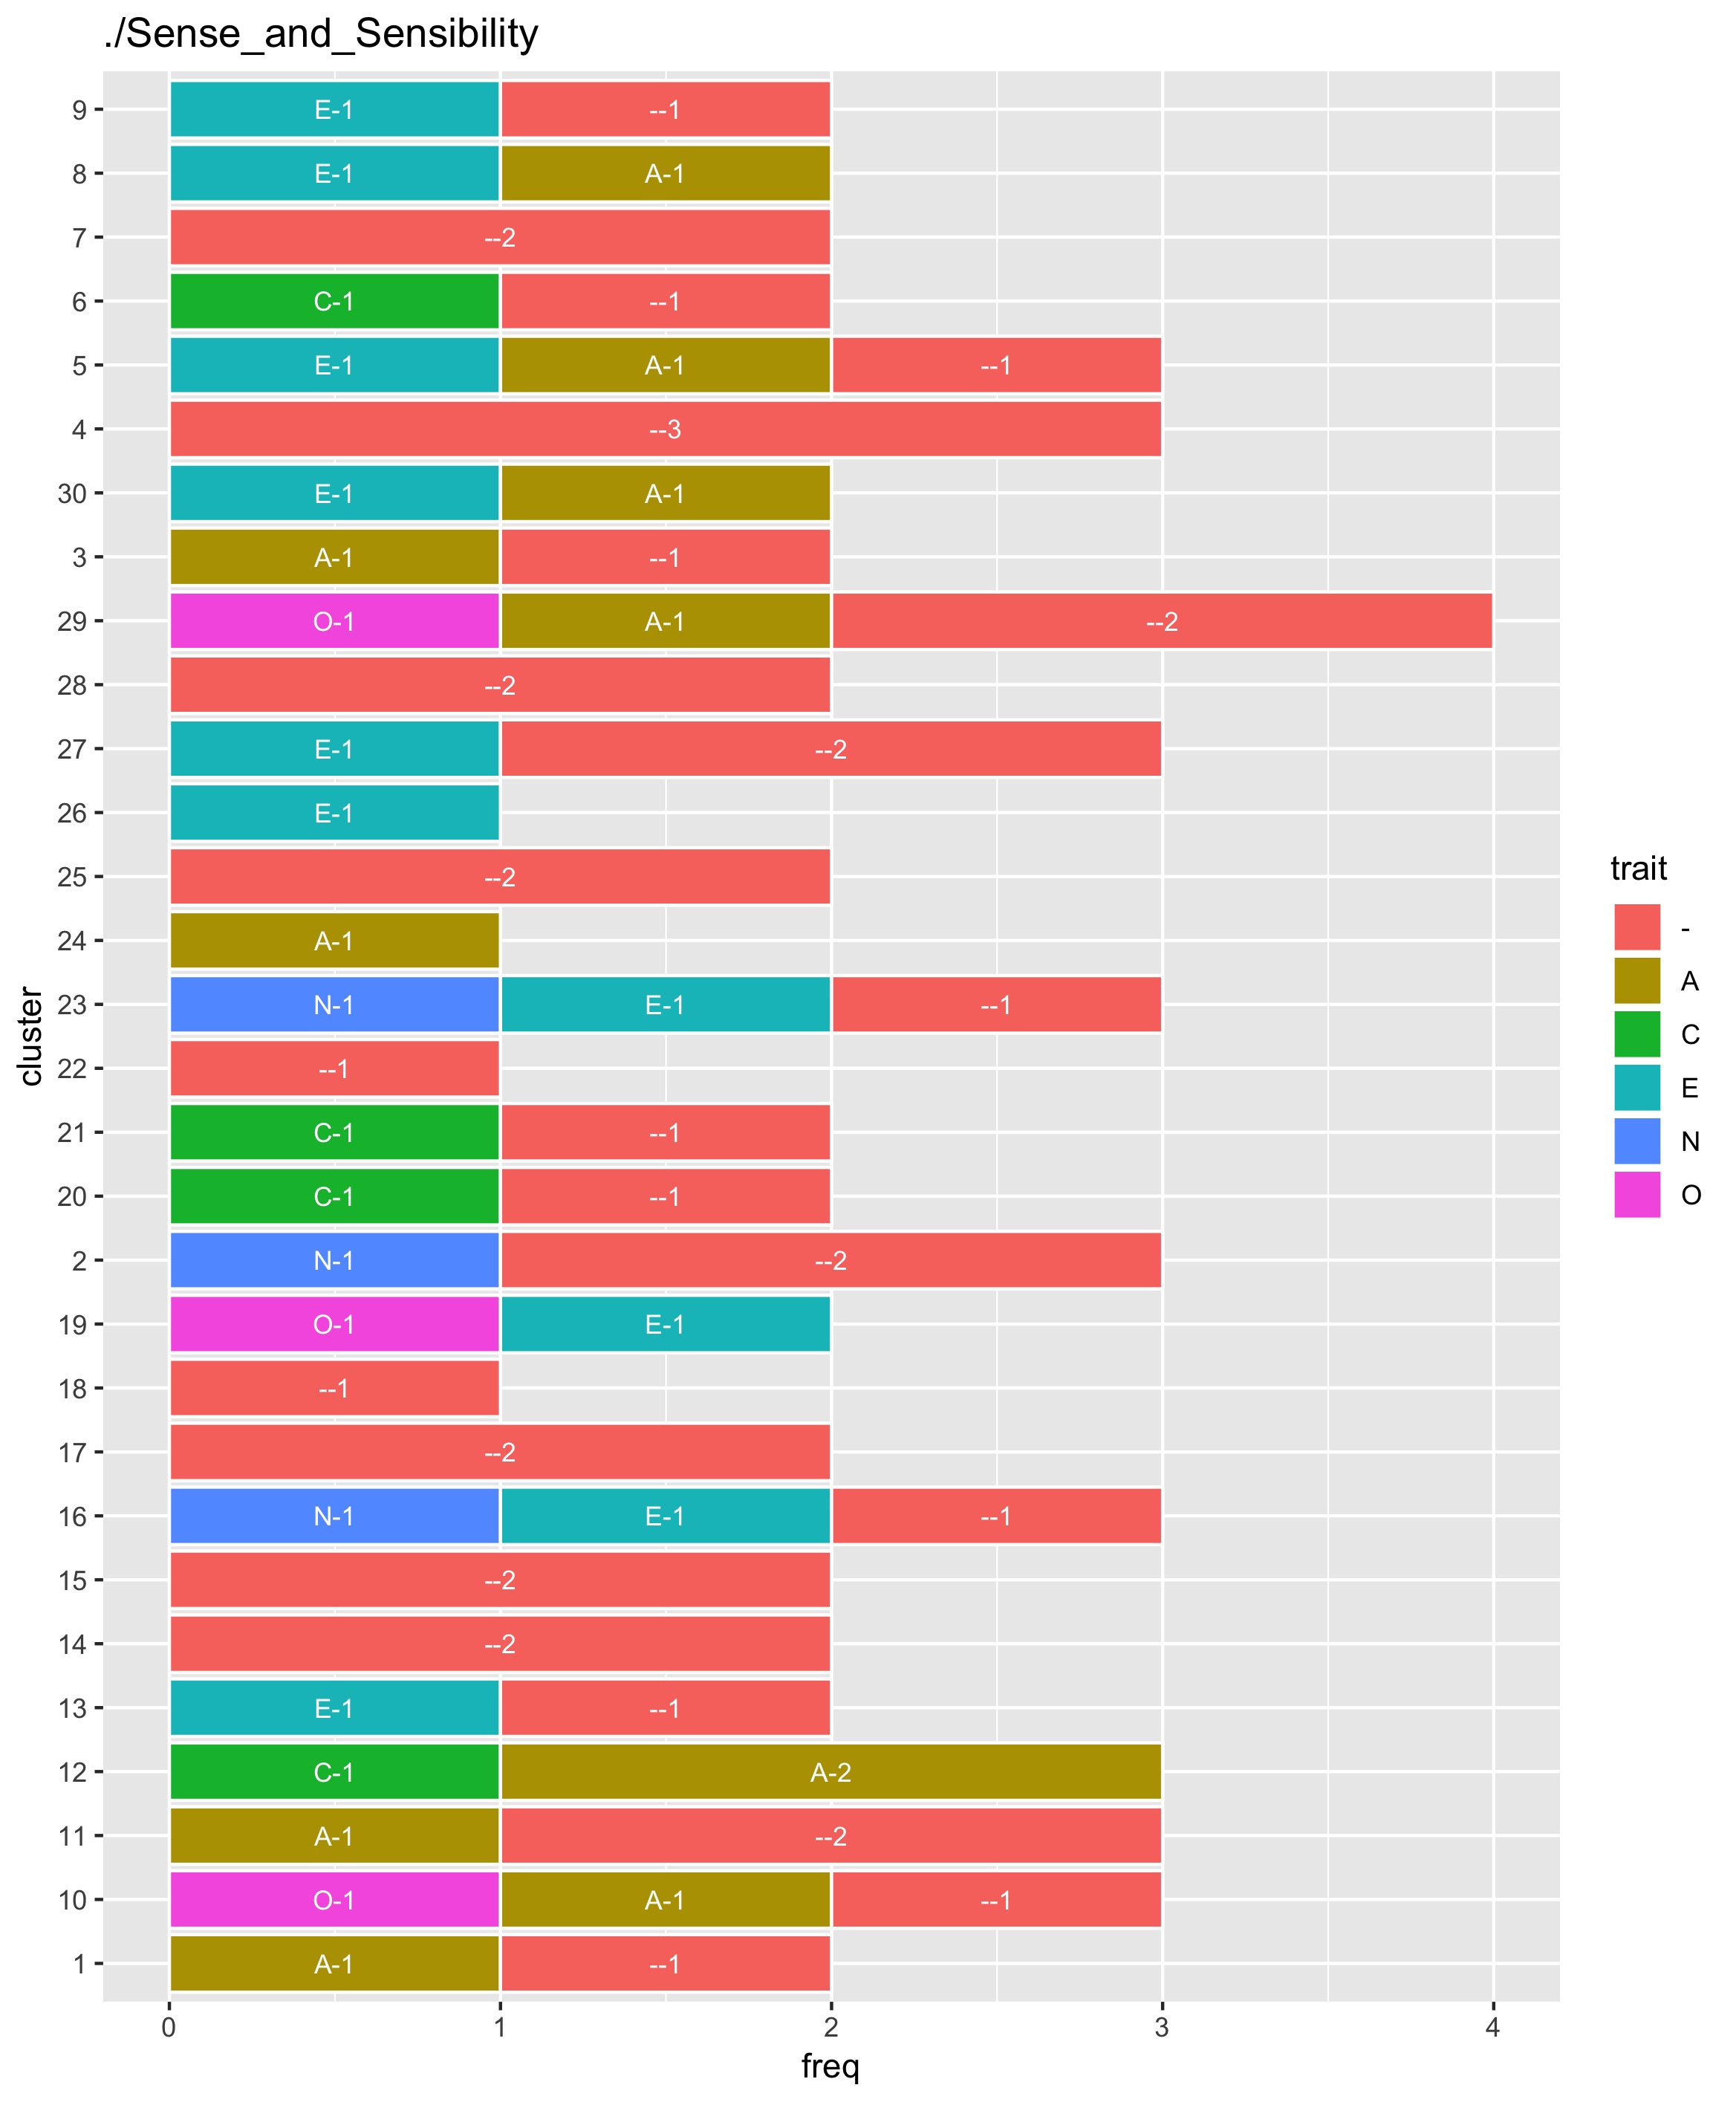 ./Sense_and_Sensibility
9 E-1 --1
8 E-1 A-1
7 --2
6 C-1 --1
5 E-1 A-1 --1
4 --3
30 E-1 A-1
3 A-1 --1
29 O-1 A-1 --2
28 --2
27 E-1 --2
26 E-1
25 --2
24 A-1
23 N-1 E-1 --1
22 --1
21 C-1 --1
20 C-1 --1
2 N-1 --2
19 O-1 E-1
18 --1
17 --2
16 N-1 E-1 --1
15 --2
14 --2
13 E-1 --1
12 C-1 A-2
11 A-1 --2
10 O-1 A-1 --1
1 A-1 --1
0 1 2 3 4
freq
cluster
trait
-
A
C
E
N
O